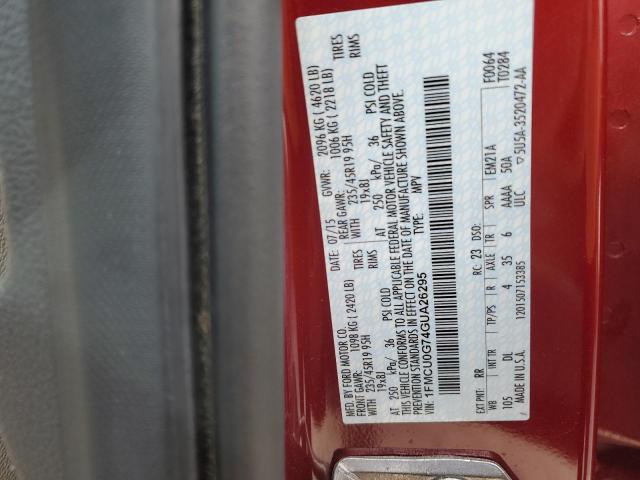 MFD. BY FORD MOTOR CO. DATE: 07/15 GVWR: 2096 KG ( 4620 LB)
FRONT GAWR: 1098 KG ( 2420 LB) REAR GAWR: 1006 KG ( 2218 LB)
WITH 235/45R19 95H TIRES WITH 235/45R19 95H TIRES
19x8J RIMS 19x8J RIMS
AT 250 kPa/ 36 PSI COLD AT 250 kPa/ 36 PSI COLD
THIS VEHICLE CONFORMS TO ALL APPLICABLE FEDERAL MOTOR VEHICLE SAFETY AND THEFT
PREVENTION STANDARDS IN EFFECT ON THE DATE OF MANUFACTURE SHOWN ABOVE.
VIN: 1FMCU0G74GUA26295 TYPE: MPV
F0064
T0284
EXT PNT: RR RC: 23 DSO:
WB INT TR TP/PS R AXLE TR SPR EM21A
105 DL 4 35 6 AAAA 50A
ULC
MADE IN U.S.A. 120150715​3385 5U5A-3520472-AA